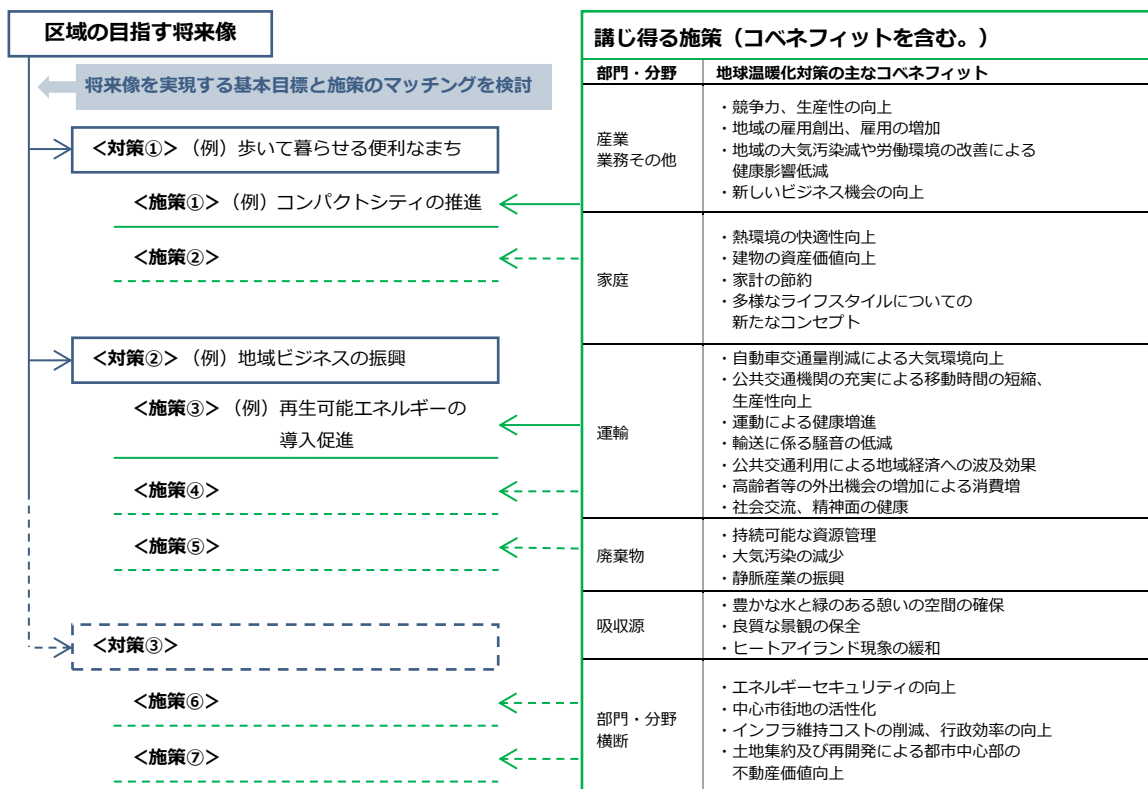 区域の目指す将来像
将来像を実現する基本目標と施策のマッチングを検討
<対策①>（例）歩いて暮らせる便利なまち
<施策①>（例）コンパクトシティの推進
<施策②>
<対策②>（例）地域ビジネスの振興
<施策③>（例）再生可能エネルギーの
導入促進
<施策④>
<施策⑤>
<対策③>
<施策⑥>
<施策⑦>
講じ得る施策（コベネフィットを含む。）
部門・分野 地球温暖化対策の主なコベネフィット
産業
業務その他
・競争力、生産性の向上
・地域の雇用創出、雇用の増加
・地域の大気汚染減や労働環境の改善による
健康影響低減
・新しいビジネス機会の向上
家庭
・熱環境の快適性向上
・建物の資産価値向上
・家計の節約
・多様なライフスタイルについての
新たなコンセプト
運輸
・自動車交通量削減による大気環境向上
・公共交通機関の充実による移動時間の短縮、
生産性向上
・運動による健康増進
・輸送に係る騒音の低減
・公共交通利用による地域経済への波及効果
・高齢者等の外出機会の増加による消費増
・社会交流、精神面の健康
廃棄物
・持続可能な資源管理
・大気汚染の減少
・静脈産業の振興
吸収源
・豊かな水と緑のある憩いの空間の確保
・良質な景観の保全
・ヒートアイランド現象の緩和
部門・分野
横断
・エネルギーセキュリティの向上
・中心市街地の活性化
・インフラ維持コストの削減、行政効率の向上
・土地集約及び再開発による都市中心部の
不動産価値向上